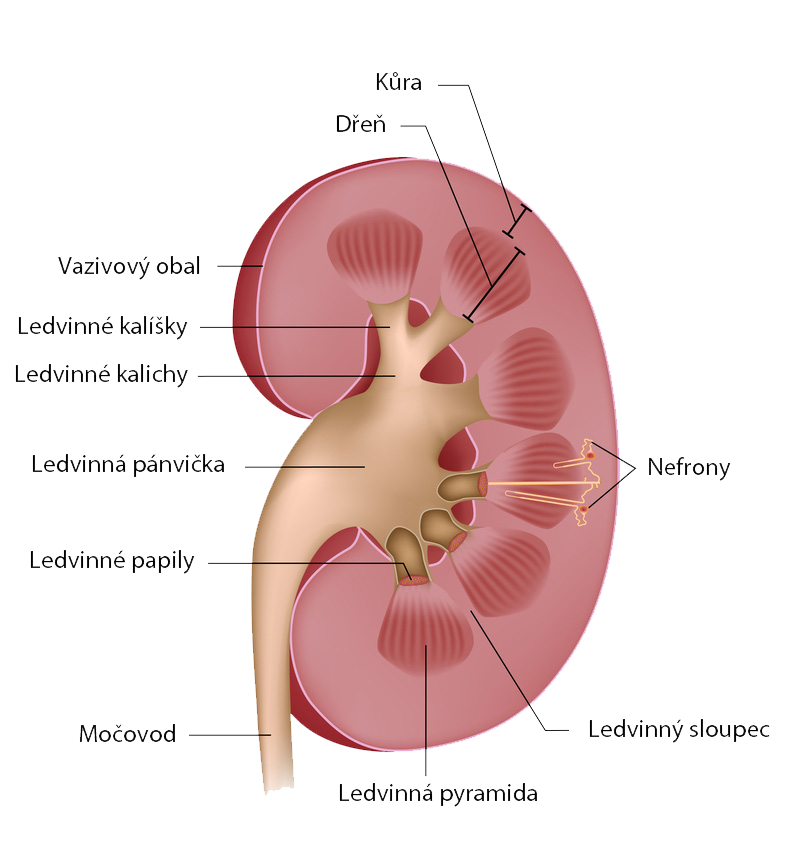 Kůra
Dřeň
Vazivový obal
Ledvinné kalíšky
Ledvinné kalichy
Ledvinná pánvička
Nefrony
Ledvinné papily
Močovod
Ledvinný sloupec
Ledvinná pyramida